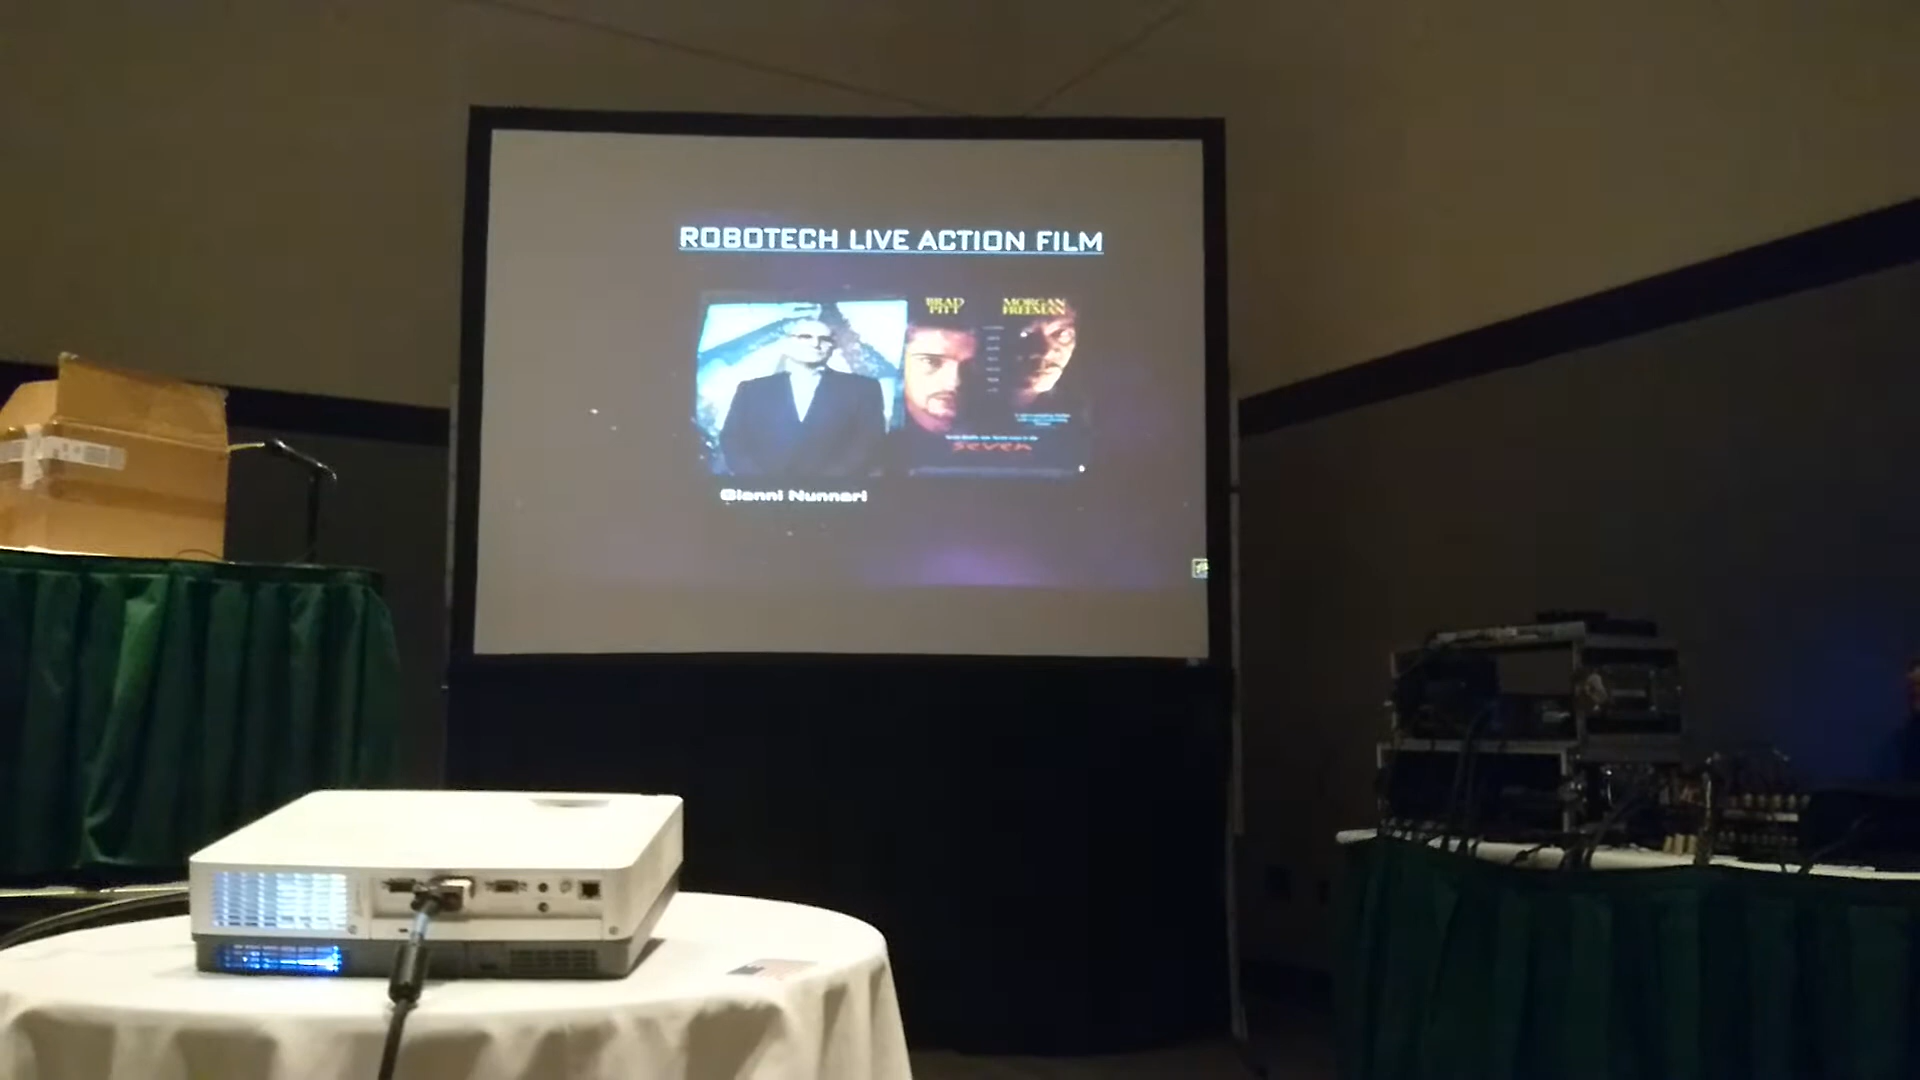 ROBOTECH LIVE ACTION FILM
BRAD
PITT
MORGAN
FREEMAN
seven
Gianni Nunnari